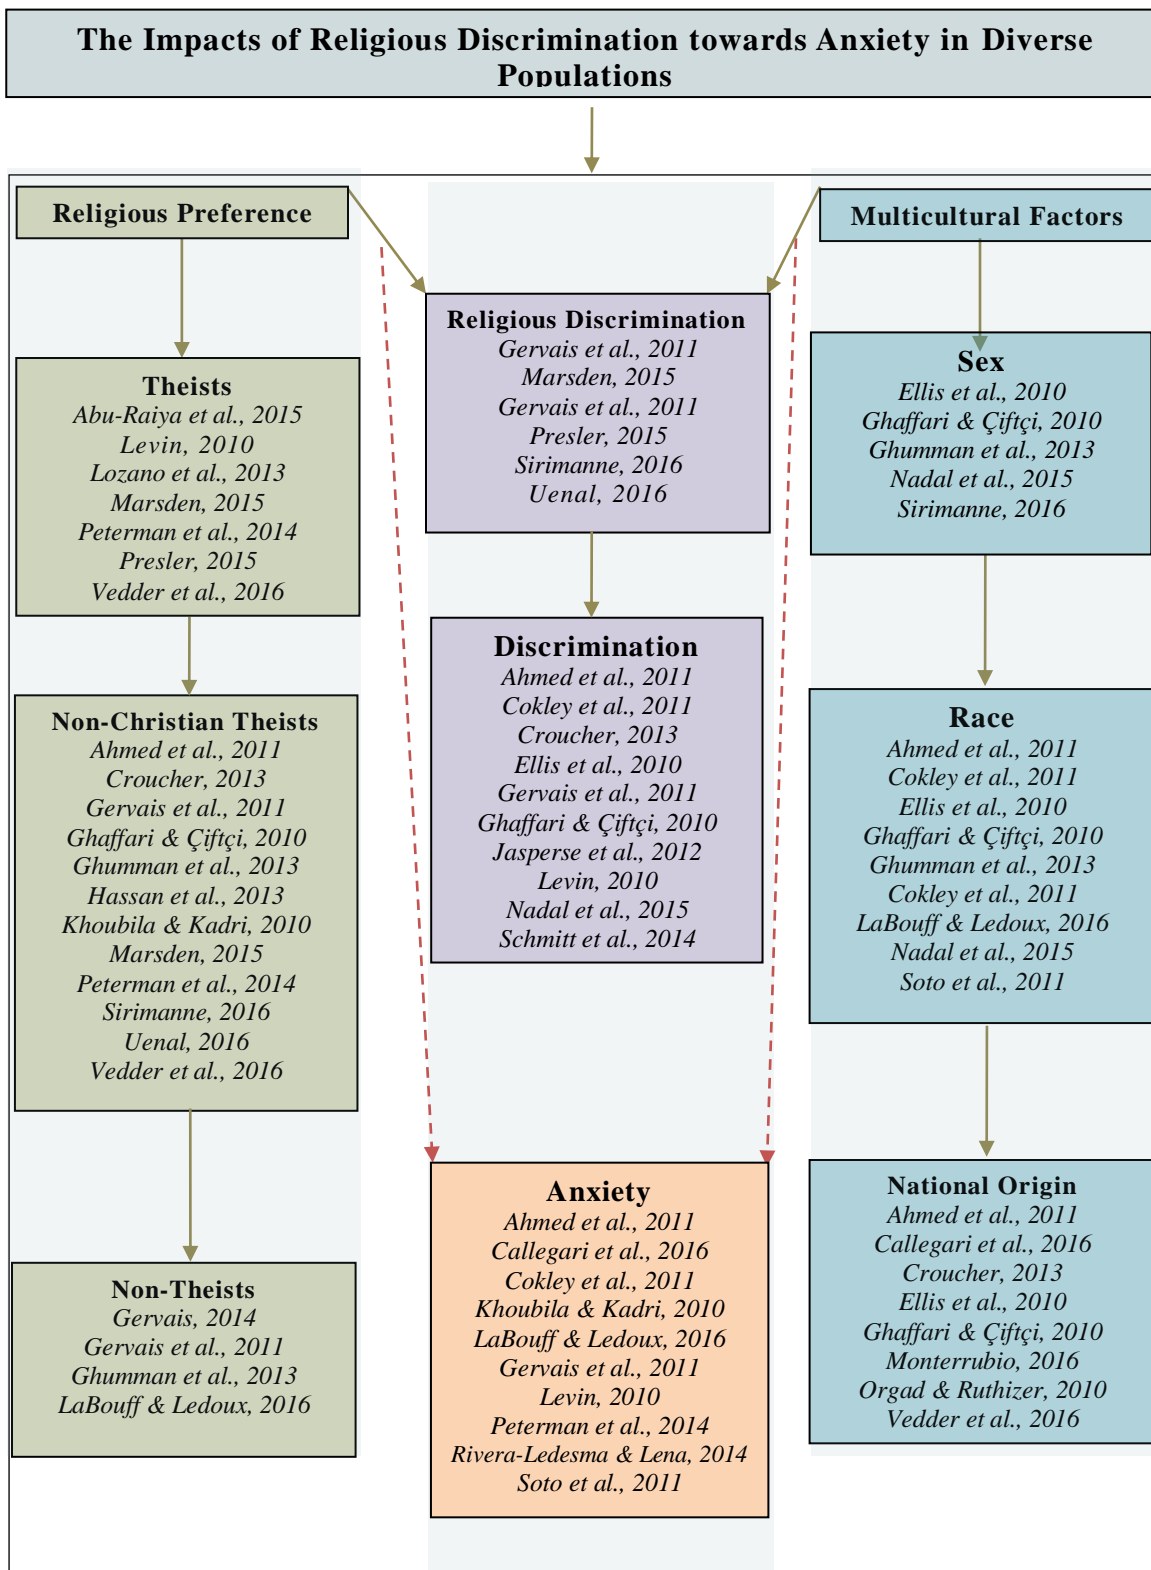 The Impacts of Religious Discrimination towards Anxiety in Diverse
Populations
Religious Preference
Theists
Abu-Raiya et al., 2015
Levin, 2010
Lozano et al., 2013
Marsden, 2015
Peterman et al., 2014
Presler, 2015
Vedder et al., 2016
Non-Christian Theists
Ahmed et al., 2011
Croucher, 2013
Gervais et al., 2011
Ghaffari & Çiftçi, 2010
Ghumman et al., 2013
Hassan et al., 2013
Khoubila & Kadri, 2010
Marsden, 2015
Peterman et al., 2014
Sirimanne, 2016
Uenal, 2016
Vedder et al., 2016
Non-Theists
Gervais, 2014
Gervais et al., 2011
Ghumman et al., 2013
LaBouff & Ledoux, 2016
Religious Discrimination
Gervais et al., 2011
Marsden, 2015
Gervais et al., 2011
Presler, 2015
Sirimanne, 2016
Uenal, 2016
Discrimination
Ahmed et al., 2011
Cokley et al., 2011
Croucher, 2013
Ellis et al., 2010
Gervais et al., 2011
Ghaffari & Çiftçi, 2010
Jasperse et al., 2012
Levin, 2010
Nadal et al., 2015
Schmitt et al., 2014
Anxiety
Ahmed et al., 2011
Callegari et al., 2016
Cokley et al., 2011
Khoubila & Kadri, 2010
LaBouff & Ledoux, 2016
Gervais et al., 2011
Levin, 2010
Peterman et al., 2014
Rivera-Ledesma & Lena, 2014
Soto et al., 2011
Multicultural Factors
Sex
Ellis et al., 2010
Ghaffari & Çiftçi, 2010
Ghumman et al., 2013
Nadal et al., 2015
Sirimanne, 2016
Race
Ahmed et al., 2011
Cokley et al., 2011
Ellis et al., 2010
Ghaffari & Çiftçi, 2010
Ghumman et al., 2013
Cokley et al., 2011
LaBouff & Ledoux, 2016
Nadal et al., 2015
Soto et al., 2011
National Origin
Ahmed et al., 2011
Callegari et al., 2016
Croucher, 2013
Ellis et al., 2010
Ghaffari & Çiftçi, 2010
Monterrubio, 2016
Orgad & Ruthizer, 2010
Vedder et al., 2016